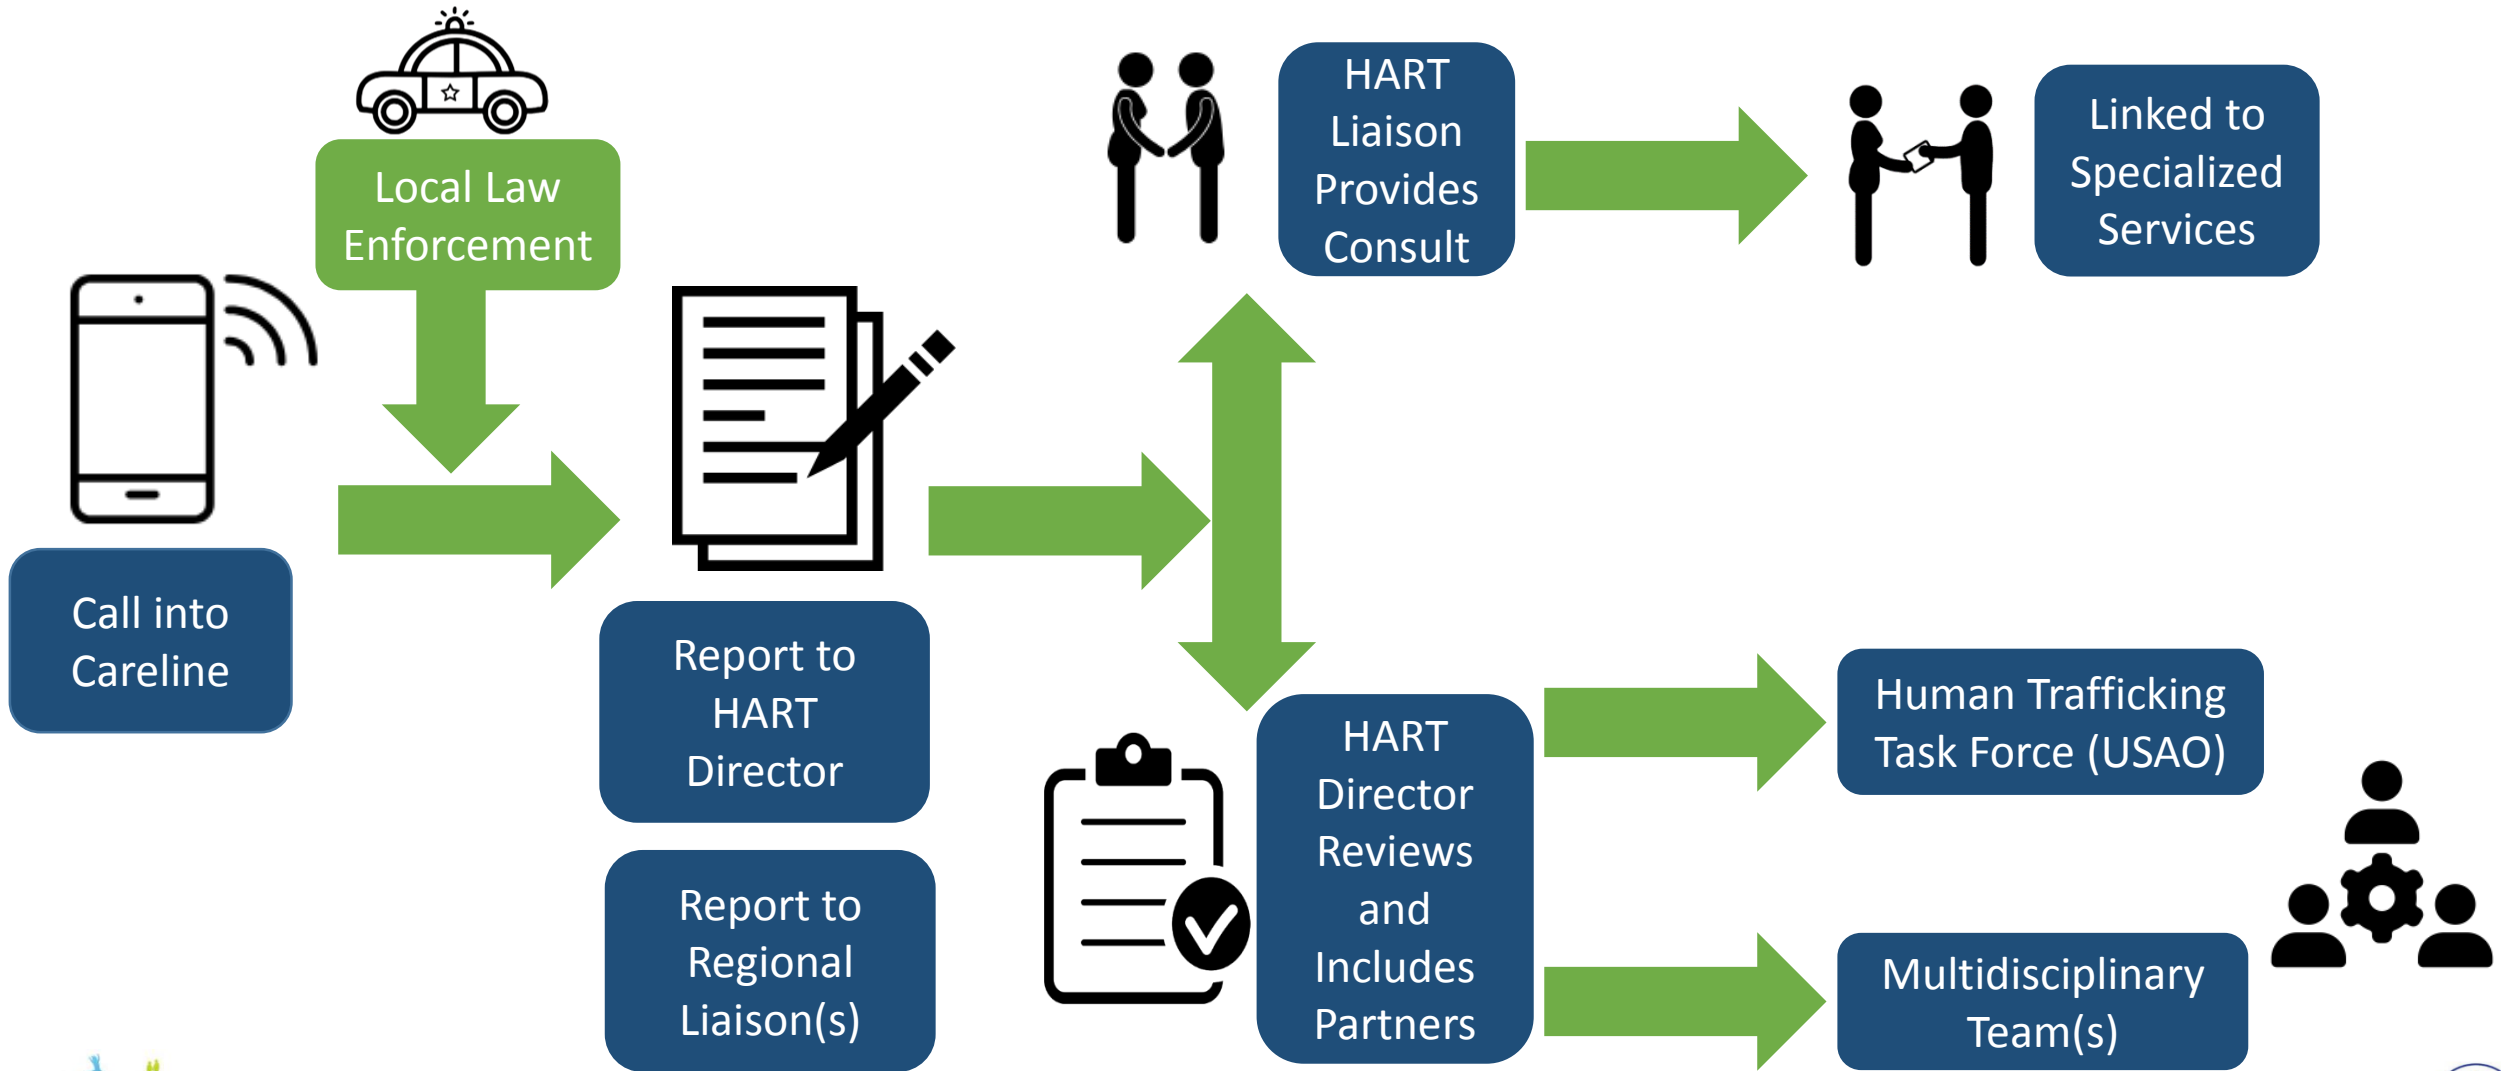 Local Law
Enforcement
Call into
Careline
Report to
HART
Director
Report to
Regional
Liaison(s)
HART
Liaison
Provides
Consult
Linked to
Specialized
Services
HART
Director
Reviews
and
Includes
Partners
Human Trafficking
Task Force (USAO)
Multidisciplinary
Team(s)